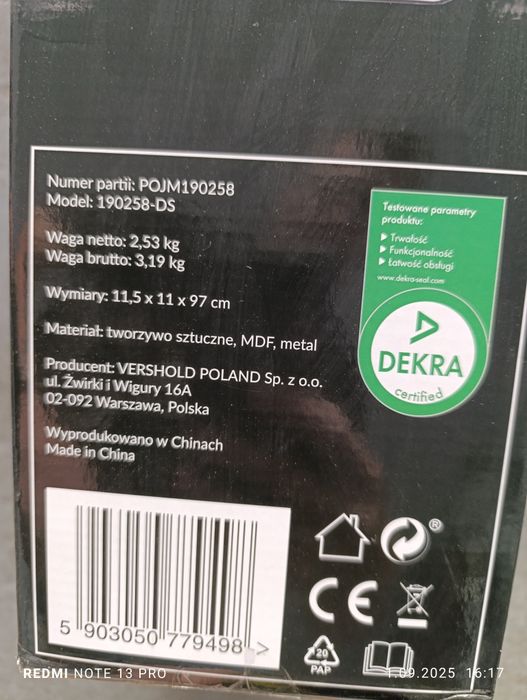 Numer partii: POJM190258
Model: 190258-DS
Waga netto: 2,53 kg
Waga brutto: 3,19 kg
Wymiary: 11,5 x 11 x 97 cm
Materiał: tworzywo sztuczne, MDF, metal
Producent: VERSHOLD POLAND Sp. z o.o.
ul. Żwirki i Wigury 16A
02-092 Warszawa, Polska
Wyprodukowano w Chinach
Made in China
Testowane parametry
produktu:
Trwałość
Funkcjonalność
Łatwość obsługi
www.dekra-seal.com
DEKRA
certified
®
CE
5 903050 779498 >
20
PAP
REDMI NOTE 13 PRO
1.09.2025 16:17